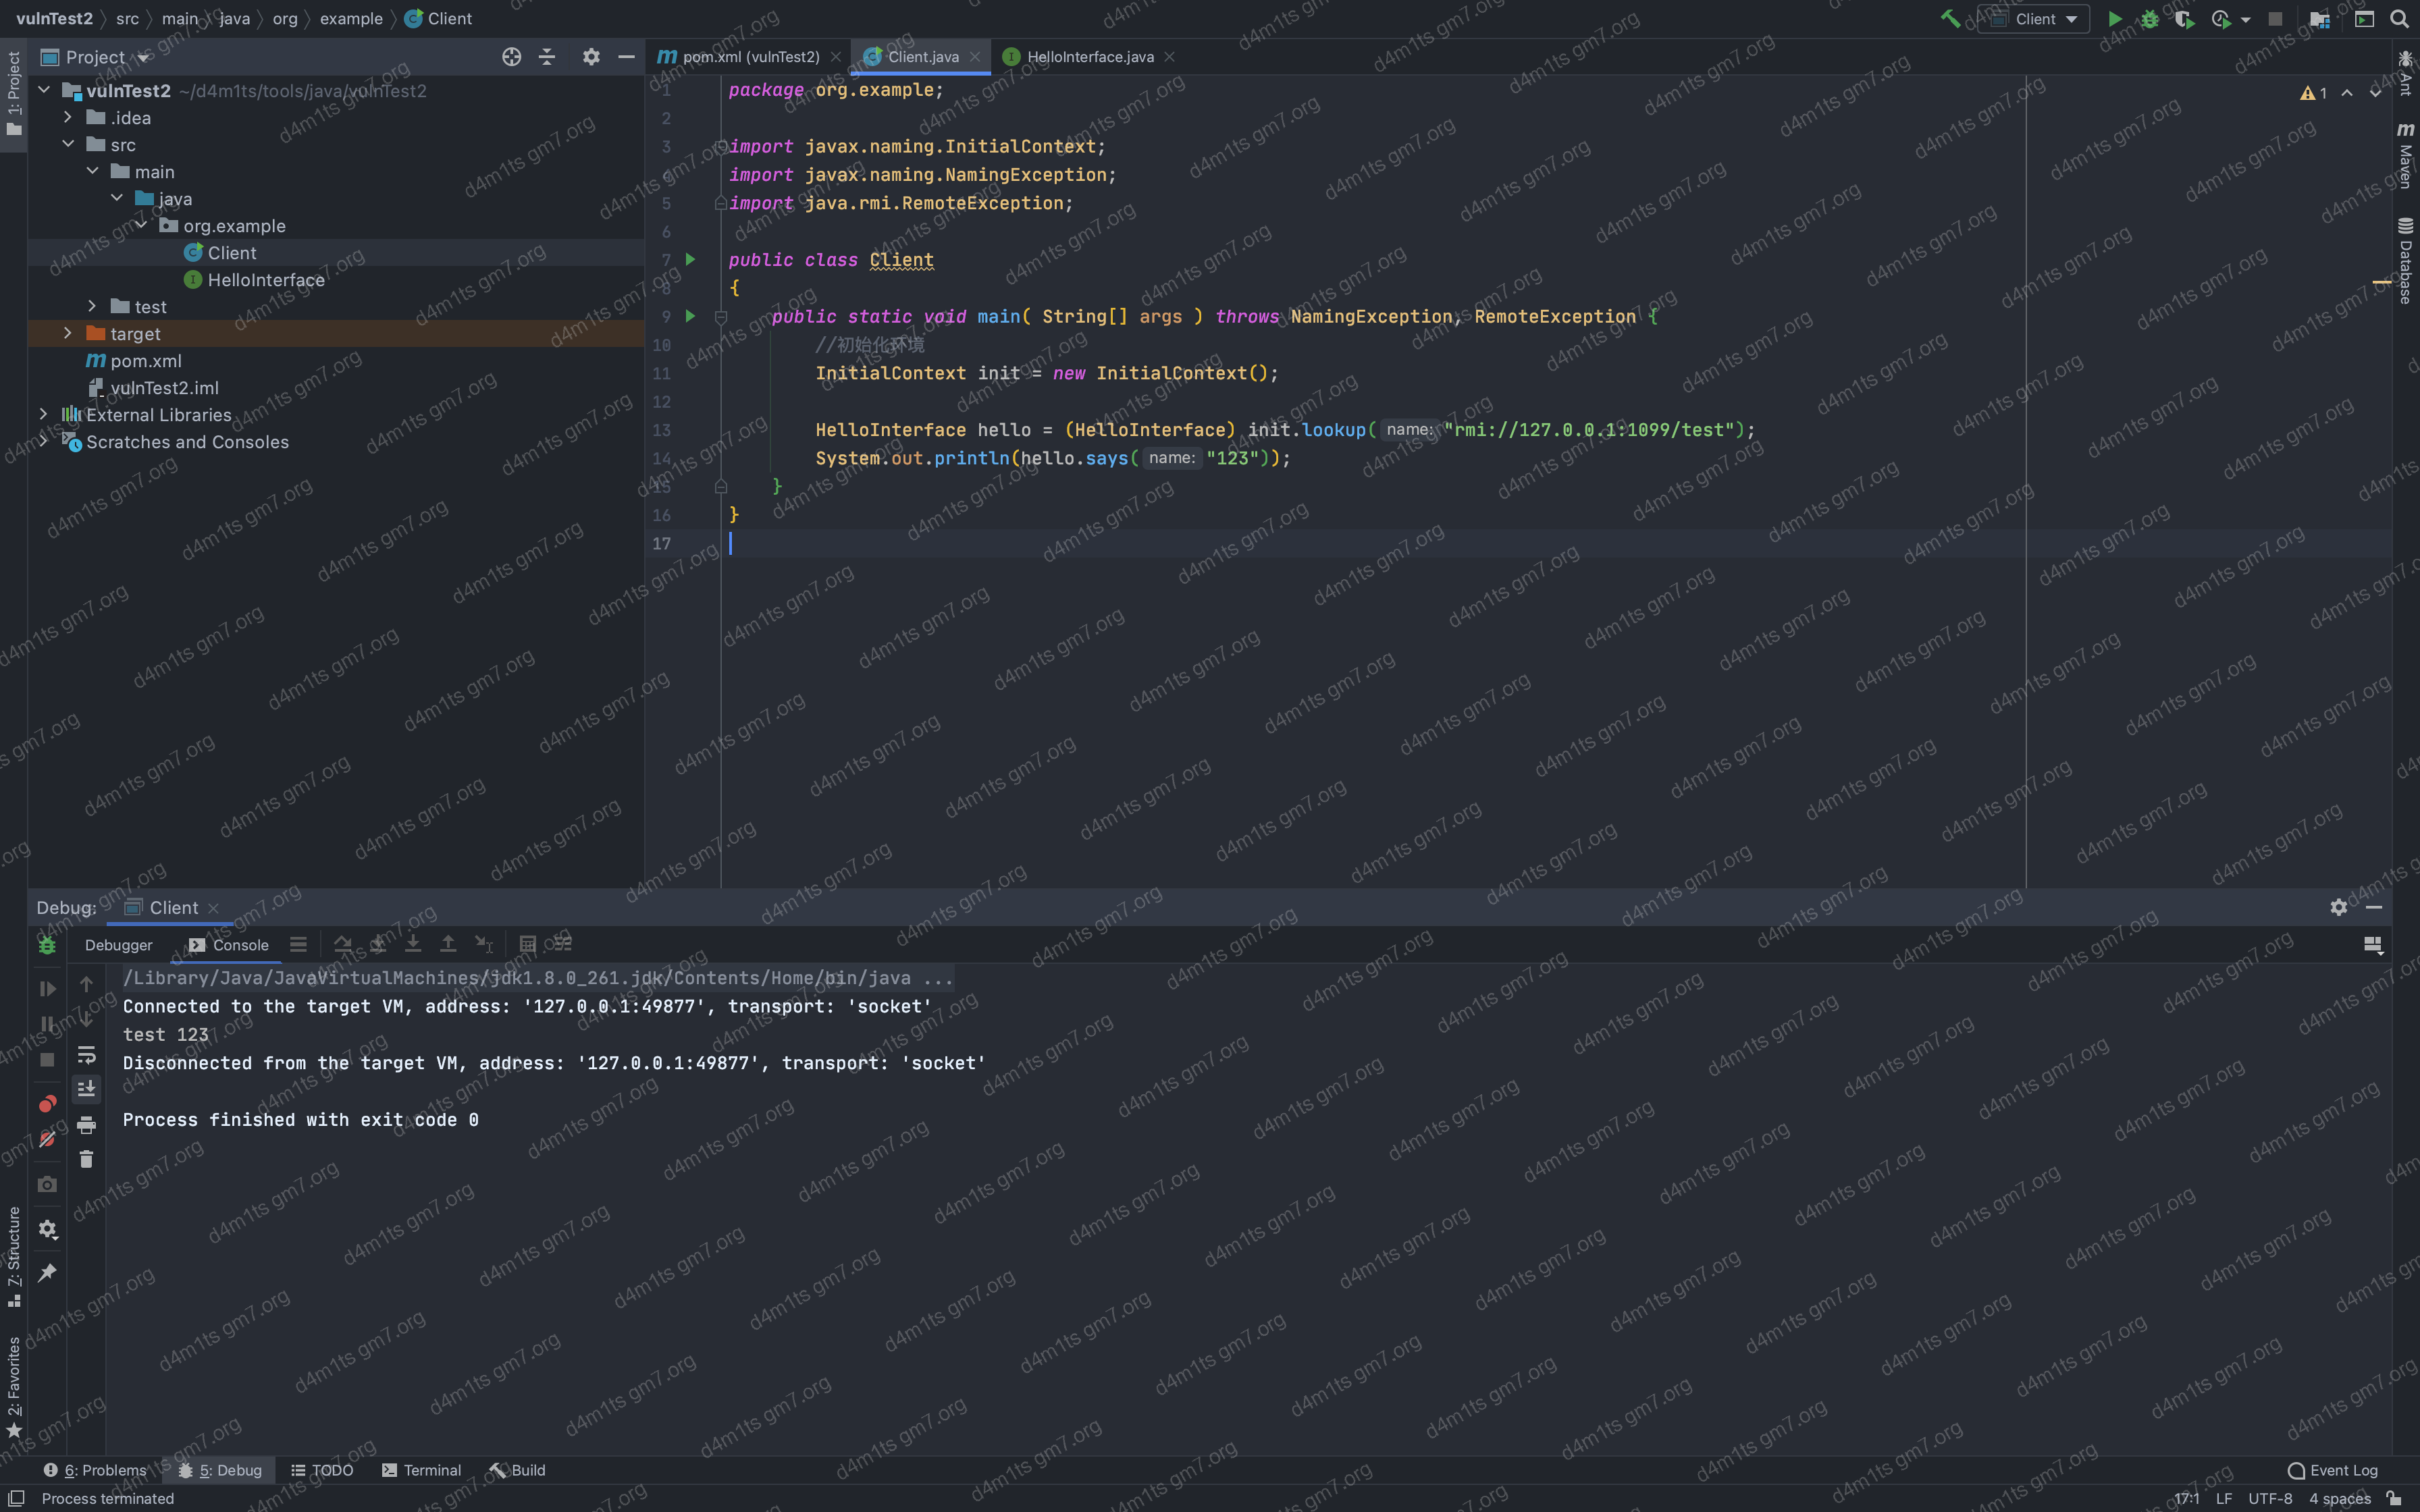 vulnTest2 src main java org example Client
Client
1: Project
Project
vulnTest2 ~/d4m1ts/tools/java/vulnTest2
.idea
src
main
java
org.example
Client
HelloInterface
test
target
pom.xml
vulnTest2.iml
External Libraries
Scratches and Consoles
pom.xml (vulnTest2) Client.java HelloInterface.java
1 package org.example;
2
3 import javax.naming.InitialContext;
4 import javax.naming.NamingException;
5 import java.rmi.RemoteException;
6
7 public class Client
8 {
9 public static void main( String[] args ) throws NamingException, RemoteException {
10 //初始化环境
11 InitialContext init = new InitialContext();
12
13 HelloInterface hello = (HelloInterface) init.lookup( name: "rmi://127.0.0.1:1099/test");
14 System.out.println(hello.says( name: "123"));
15 }
16 }
17
1
Ant
Maven
Database
Debug: Client
Debugger Console
/Library/Java/JavaVirtualMachines/jdk1.8.0_261.jdk/Contents/Home/bin/java ...
Connected to the target VM, address: '127.0.0.1:49877', transport: 'socket'
test 123
Disconnected from the target VM, address: '127.0.0.1:49877', transport: 'socket'
Process finished with exit code 0
7: Structure
2: Favorites
6: Problems 5: Debug TODO Terminal Build Event Log
Process terminated 17:1 LF UTF-8 4 spaces
d4m1ts gm7.org